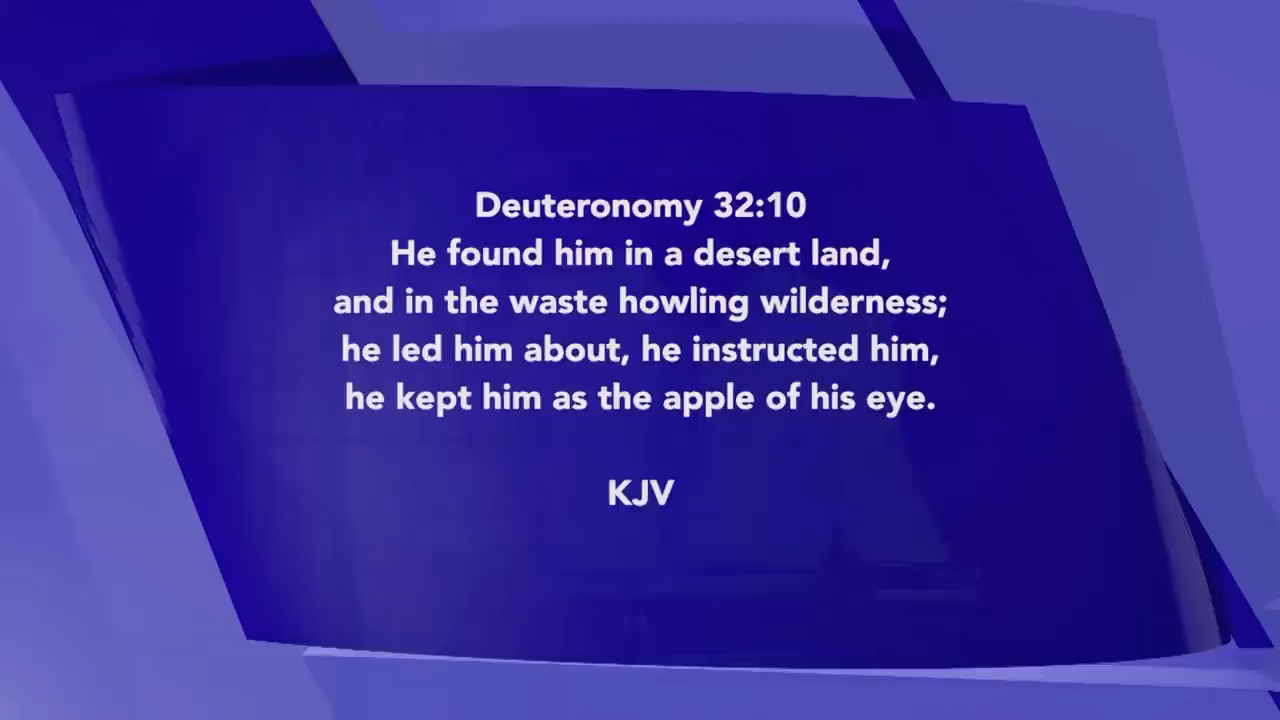 Deuteronomy 32:10
He found him in a desert land,
and in the waste howling wilderness;
he led him about, he instructed him,
he kept him as the apple of his eye.
KJV